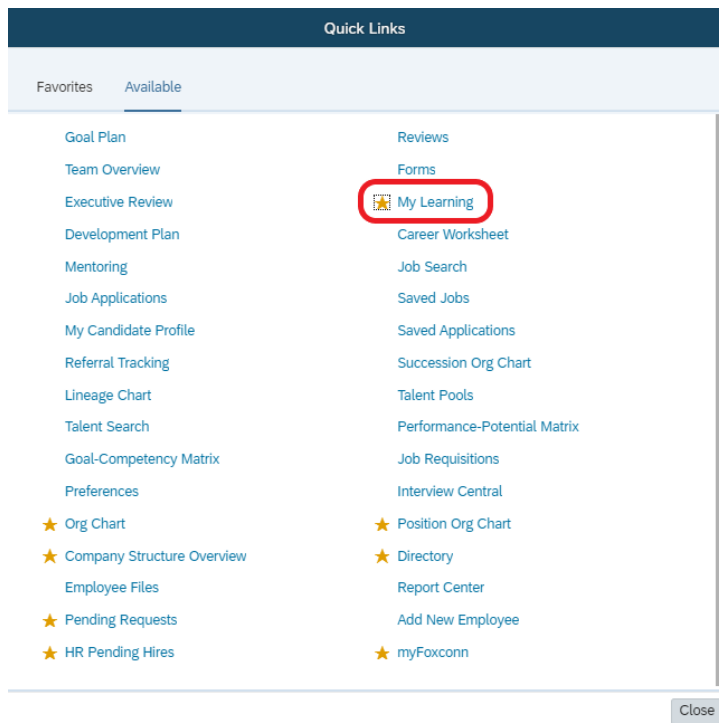 Quick Links
Favorites Available
Goal Plan Reviews
Team Overview Forms
Executive Review My Learning
Development Plan Career Worksheet
Mentoring Job Search
Job Applications Saved Jobs
My Candidate Profile Saved Applications
Referral Tracking Succession Org Chart
Lineage Chart Talent Pools
Talent Search Performance-Potential Matrix
Goal-Competency Matrix Job Requisitions
Preferences Interview Central
Org Chart Position Org Chart
Company Structure Overview Directory
Employee Files Report Center
Pending Requests Add New Employee
HR Pending Hires myFoxconn
Close